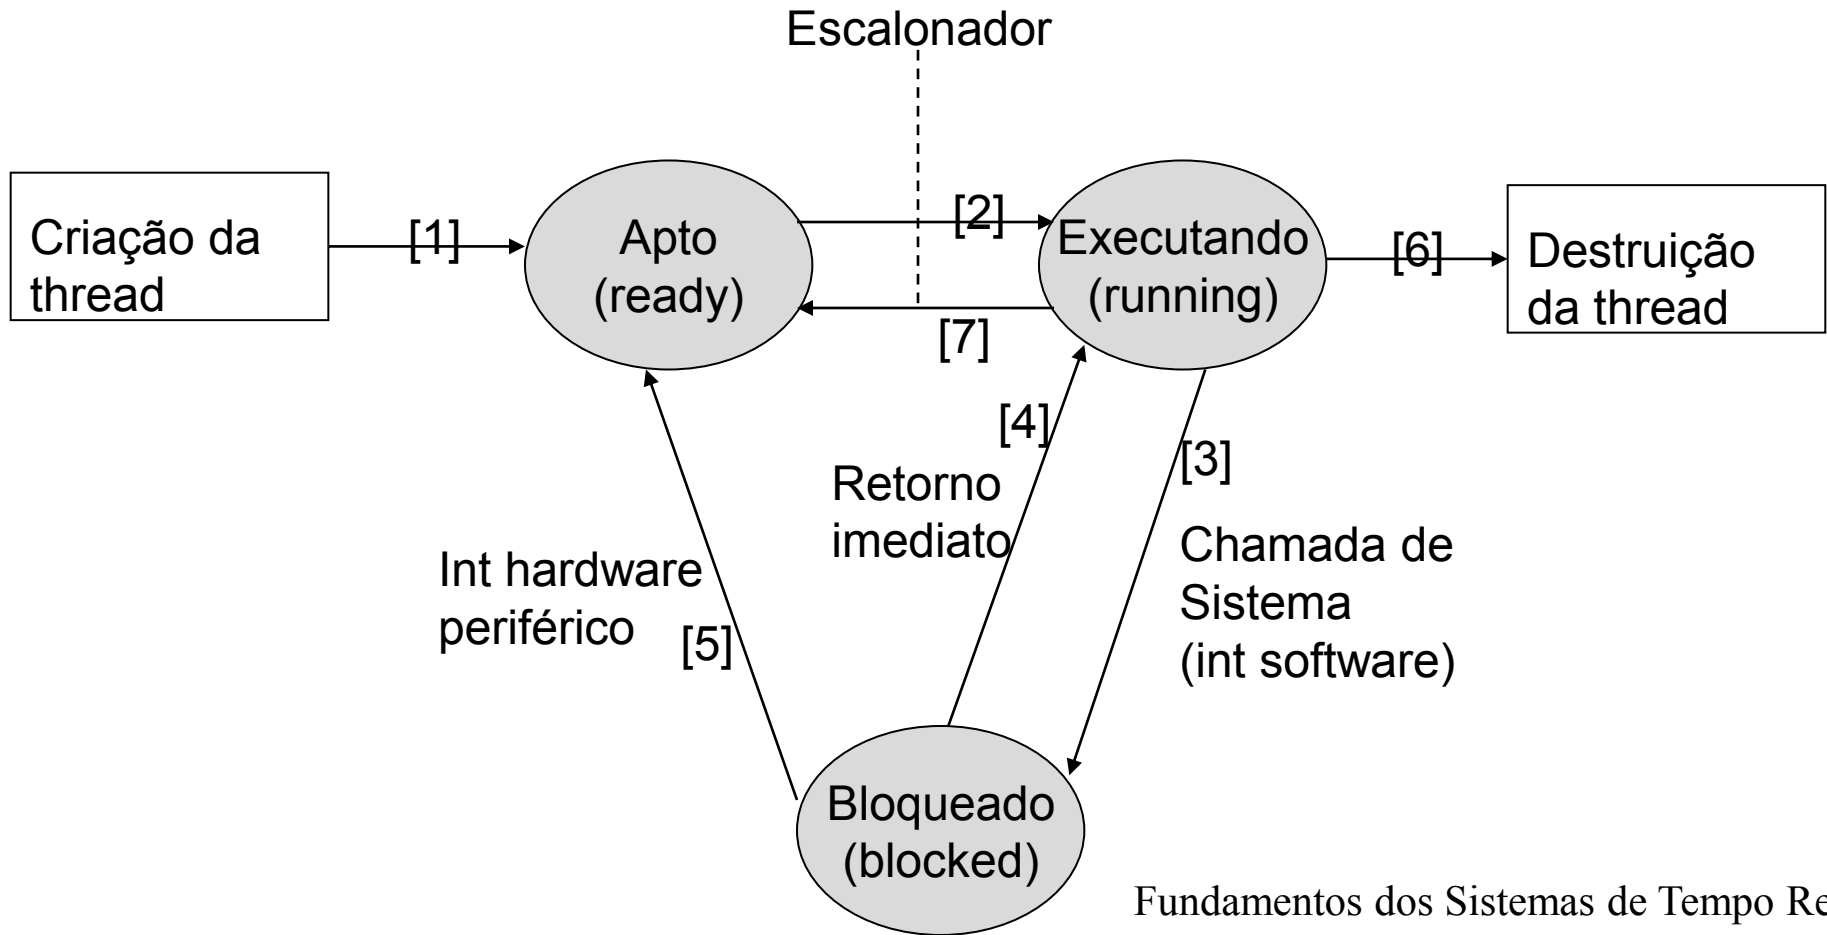 Escalonador
Criação da
thread
[1]
Apto
(ready)
[2]
[7]
Executando
(running)
[6]
Destruição
da thread
[4]
Retorno
imediato
[3]
Chamada de
Sistema
(int software)
Int hardware
periférico
[5]
Bloqueado
(blocked)
Fundamentos dos Sistemas de Tempo Re